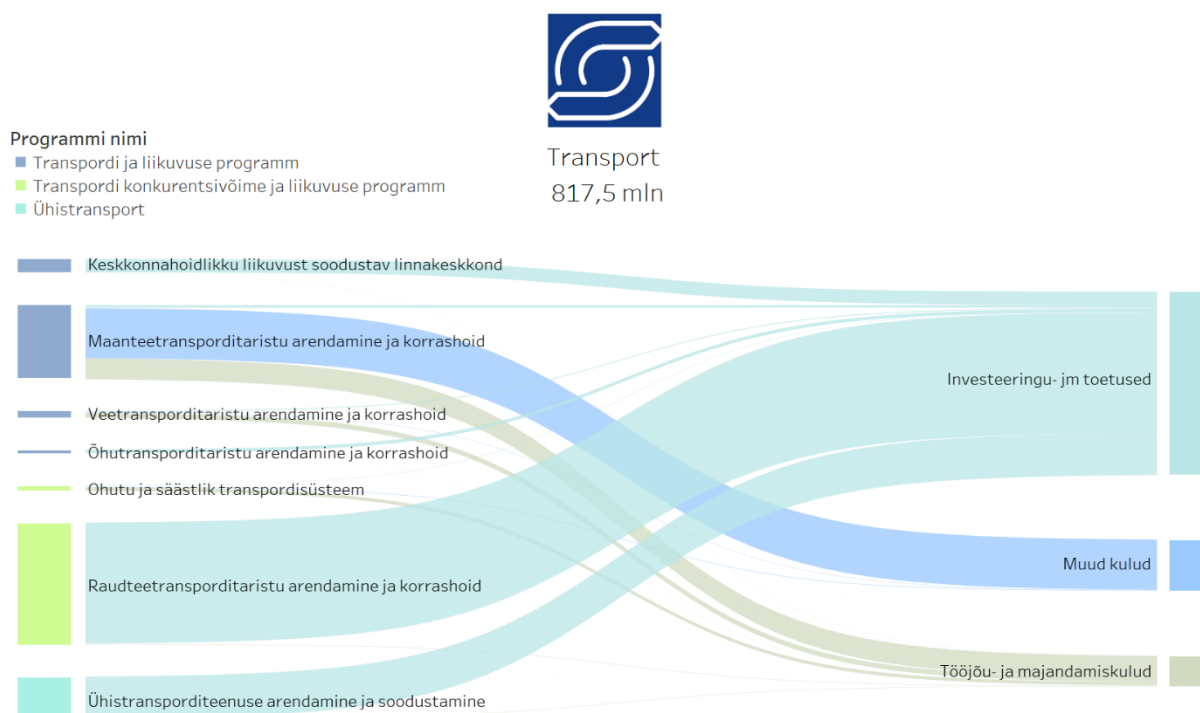 Transport
817,5 mln
Programmi nimi
Transpordi ja liikuvuse programm
Transpordi konkurentsivõime ja liikuvuse programm
Ühistransport
Keskkonnahoidlikku liikuvust soodustav linnakeskkond
Maanteetransporditaristu arendamine ja korrashoid
Veetransporditaristu arendamine ja korrashoid
Õhutransporditaristu arendamine ja korrashoid
Ohutu ja säästlik transpordisüsteem
Raudteetransporditaristu arendamine ja korrashoid
Ühistransporditeenuse arendamine ja soodustamine
Investeeringu- jm toetused
Muud kulud
Tööjõu- ja majandamiskulud